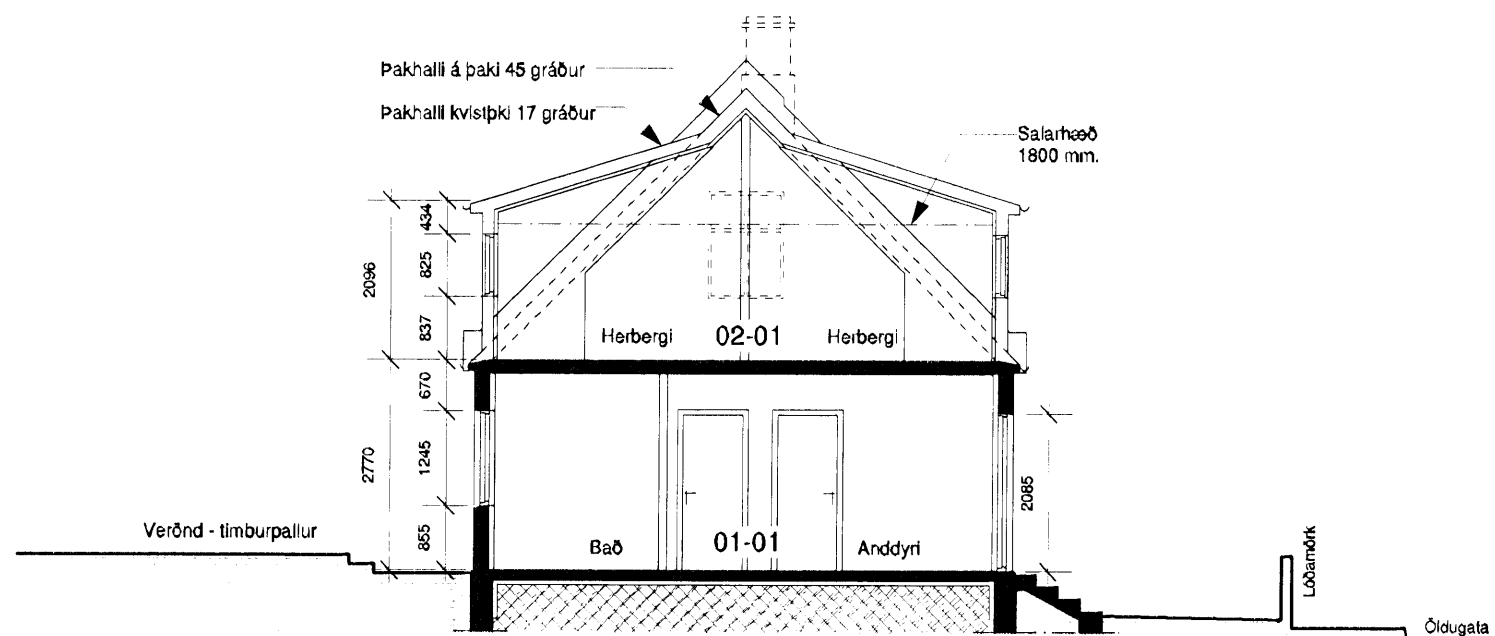 Þakhalli á þaki 45 gráður
Þakhalli kvistþki 17 gráður
Salarhæð
1800 mm.
434
825
2096
837
Herbergi 02-01 Herbergi
670
1245
2770
2085
855
Verönd - timburpallur
Bað 01-01 Anddyri
Lóðamörk
Öldugata